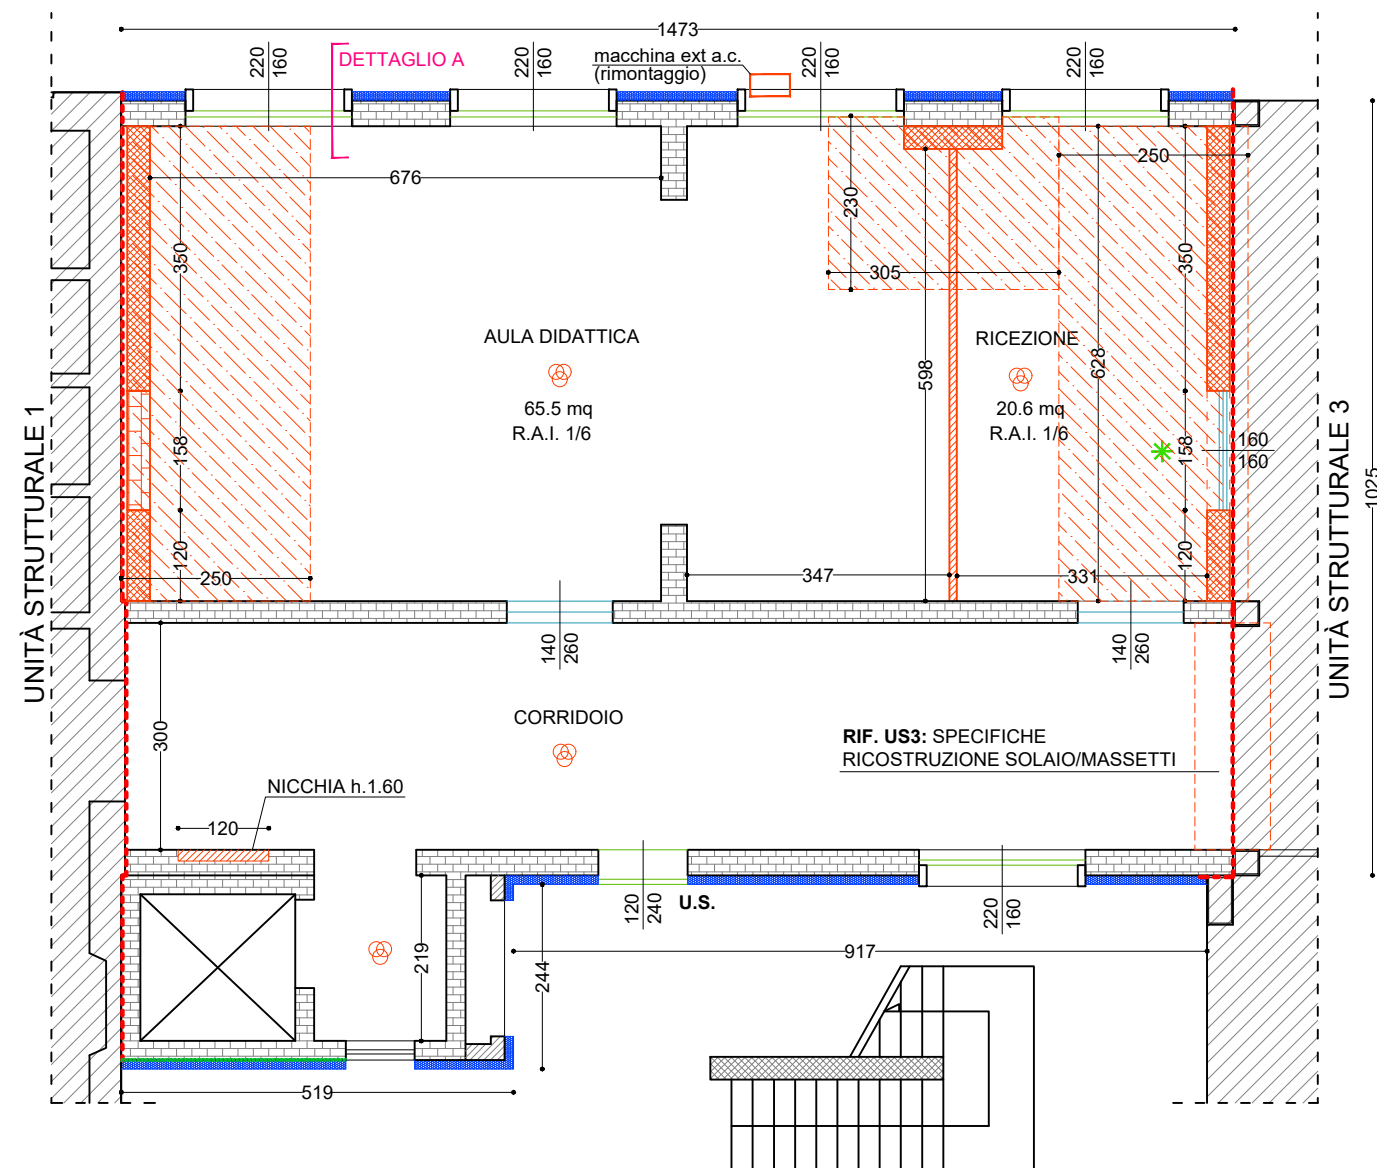 1473
220
160
DETTAGLIO A
220
160
macchina ext a.c.
(rimontaggio)
220
160
220
160
676
250
230
350
350
305
AULA DIDATTICA
65.5 mq
R.A.I. 1/6
RICEZIONE
20.6 mq
R.A.I. 1/6
598
628
158
158
160
160
UNITÀ STRUTTURALE 1
UNITÀ STRUTTURALE 3
1025
120
120
250
347
331
140
260
140
260
300
CORRIDOIO
RIF. US3: SPECIFICHE
RICOSTRUZIONE SOLAIO/MASSETTI
NICCHIA h.1.60
120
120
240
U.S.
220
160
219
244
917
519